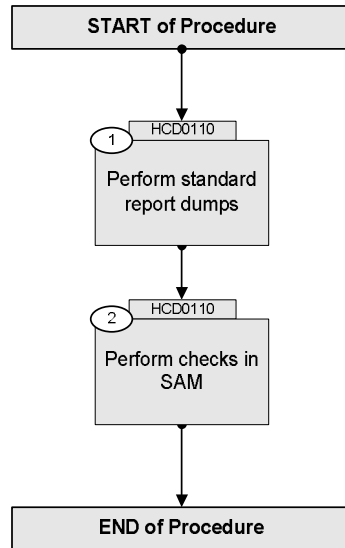 START of Procedure
HCD0110
1
Perform standard
report dumps
HCD0110
2
Perform checks in
SAM
END of Procedure